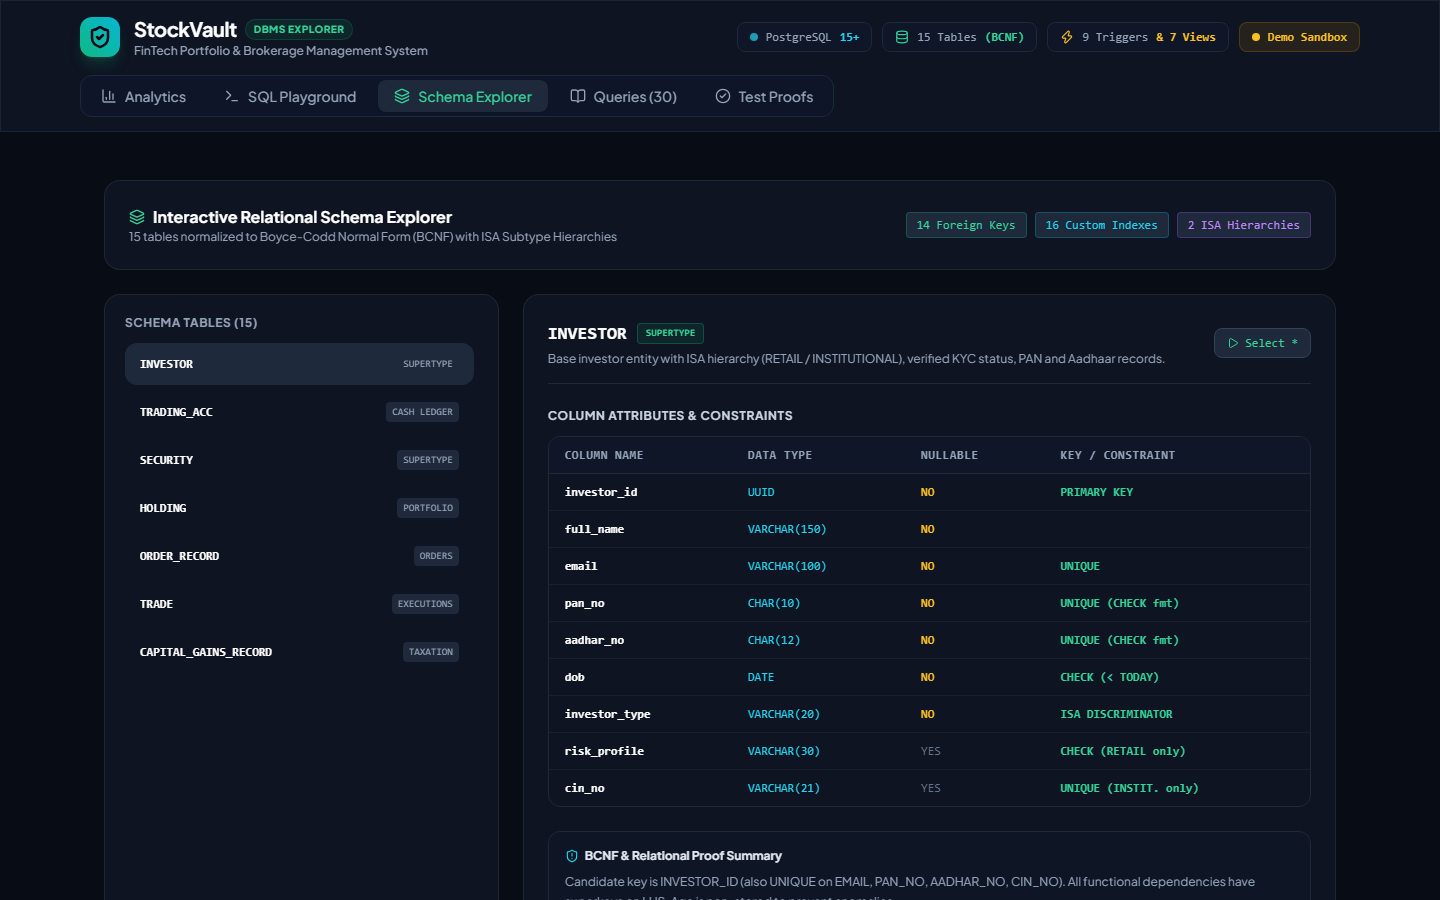 StockVault DBMS EXPLORER
FinTech Portfolio & Brokerage Management System
PostgreSQL 15+
15 Tables (BCNF)
9 Triggers & 7 Views
Demo Sandbox
Analytics
SQL Playground
Schema Explorer
Queries (30)
Test Proofs
Interactive Relational Schema Explorer
15 tables normalized to Boyce-Codd Normal Form (BCNF) with ISA Subtype Hierarchies
14 Foreign Keys
16 Custom Indexes
2 ISA Hierarchies
SCHEMA TABLES (15)
INVESTOR SUPERTYPE
TRADING_ACC CASH LEDGER
SECURITY SUPERTYPE
HOLDING PORTFOLIO
ORDER_RECORD ORDERS
TRADE EXECUTIONS
CAPITAL_GAINS_RECORD TAXATION
INVESTOR SUPERTYPE
Base investor entity with ISA hierarchy (RETAIL / INSTITUTIONAL), verified KYC status, PAN and Aadhaar records.
Select *
COLUMN ATTRIBUTES & CONSTRAINTS
COLUMN NAME DATA TYPE NULLABLE KEY / CONSTRAINT
investor_id UUID NO PRIMARY KEY
full_name VARCHAR(150) NO
email VARCHAR(100) NO UNIQUE
pan_no CHAR(10) NO UNIQUE (CHECK fmt)
aadhar_no CHAR(12) NO UNIQUE (CHECK fmt)
dob DATE NO CHECK (< TODAY)
investor_type VARCHAR(20) NO ISA DISCRIMINATOR
risk_profile VARCHAR(30) YES CHECK (RETAIL only)
cin_no VARCHAR(21) YES UNIQUE (INSTIT. only)
BCNF & Relational Proof Summary
Candidate key is INVESTOR_ID (also UNIQUE on EMAIL, PAN_NO, AADHAR_NO, CIN_NO). All functional dependencies have